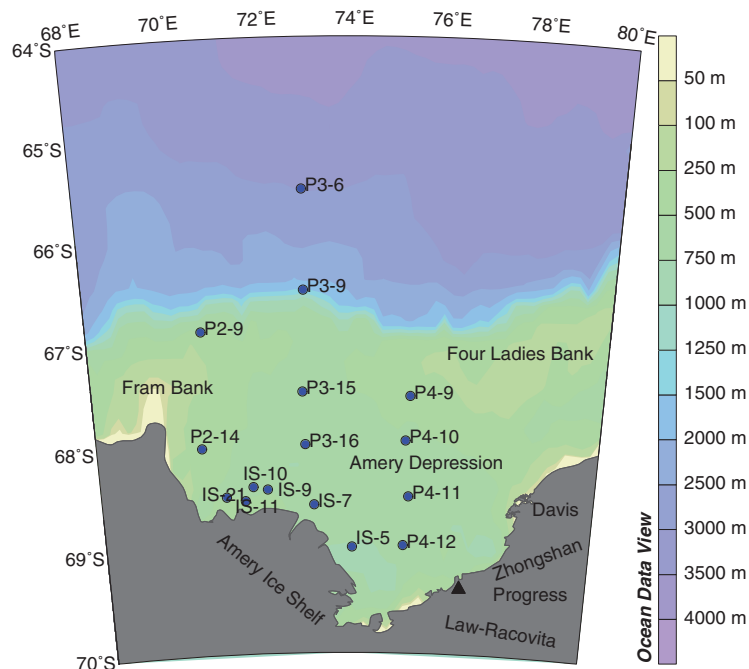 68°E
70°E
72°E
74°E
76°E
78°E
80°E
64°S
65°S
66°S
67°S
68°S
69°S
70°S
P3-6
P3-9
P2-9
Four Ladies Bank
Fram Bank
P3-15
P4-9
P2-14
P3-16
P4-10
Amery Depression
IS-10
IS-21
IS-9
IS-11
IS-7
P4-11
Davis
IS-5
P4-12
Amery Ice Shelf
Zhongshan
Progress
Law-Racovita
50 m
100 m
250 m
500 m
750 m
1000 m
1250 m
1500 m
2000 m
2500 m
3000 m
3500 m
4000 m
Ocean Data View